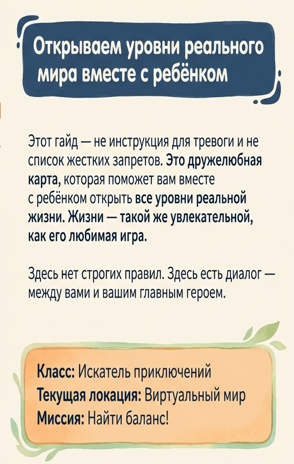 Открываем уровни реального
мира вместе с ребёнком
Этот гайд — не инструкция для тревоги и не
список жестких запретов. Это дружелюбная
карта, которая поможет вам вместе
с ребёнком открыть все уровни реальной
жизни. Жизни — такой же увлекательной,
как его любимая игра.
Здесь нет строгих правил. Здесь есть диалог —
между вами и вашим главным героем.
Класс: Искатель приключений
Текущая локация: Виртуальный мир
Миссия: Найти баланс!